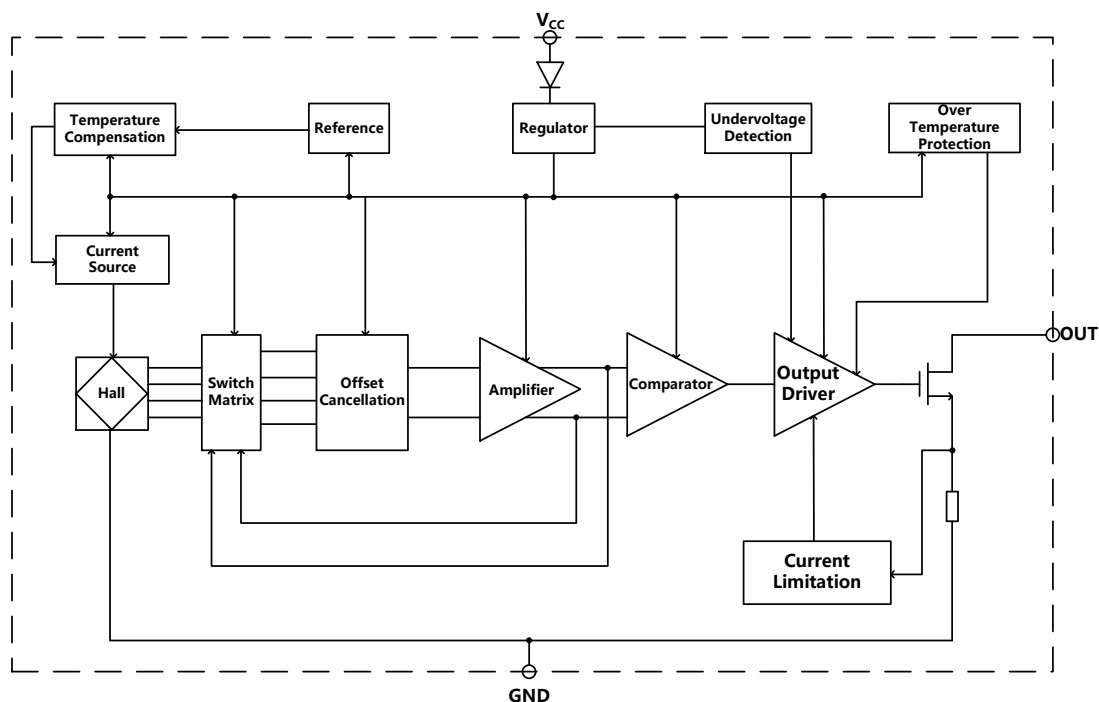 VCC
Temperature
Compensation
Reference
Regulator
Undervoltage
Detection
Over
Temperature
Protection
Current
Source
OUT
Hall
Switch
Matrix
Offset
Cancellation
Amplifier
Comparator
Output
Driver
Current
Limitation
GND